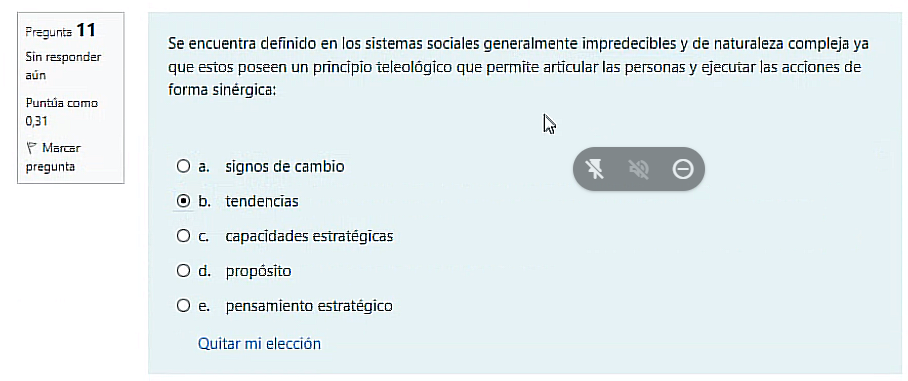 Pregunta 11
Sin responder
aún
Puntúa como
0,31
Marcar
pregunta
Se encuentra definido en los sistemas sociales generalmente impredecibles y de naturaleza compleja ya
que estos poseen un principio teleológico que permite articular las personas y ejecutar las acciones de
forma sinérgica:
a. signos de cambio
b. tendencias
c. capacidades estratégicas
d. propósito
e. pensamiento estratégico
Quitar mi elección